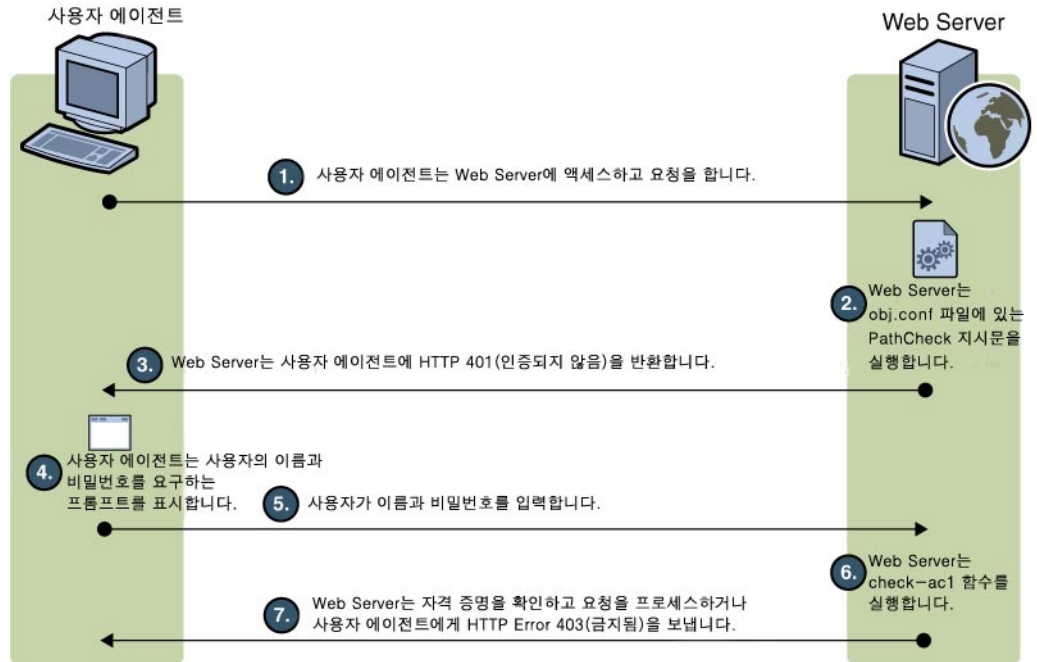 사용자 에이전트
Web Server
1. 사용자 에이전트는 Web Server에 액세스하고 요청을 합니다.
2. Web Server는
obj.conf 파일에 있는
PathCheck 지시문을
실행합니다.
3. Web Server는 사용자 에이전트에 HTTP 401(인증되지 않음)을 반환합니다.
4. 사용자 에이전트는 사용자의 이름과
비밀번호를 요구하는
프롬프트를 표시합니다.
5. 사용자가 이름과 비밀번호를 입력합니다.
6. Web Server는
check-ac1 함수를
실행합니다.
7. Web Server는 자격 증명을 확인하고 요청을 프로세스하거나
사용자 에이전트에게 HTTP Error 403(금지됨)을 보냅니다.